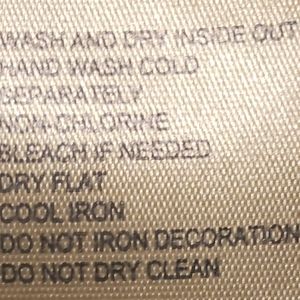 WASH AND DRY INSIDE OUT
HAND WASH COLD
SEPARATELY
NON-CHLORINE
BLEACH IF NEEDED
DRY FLAT
COOL IRON
DO NOT IRON DECORATION
DO NOT DRY CLEAN